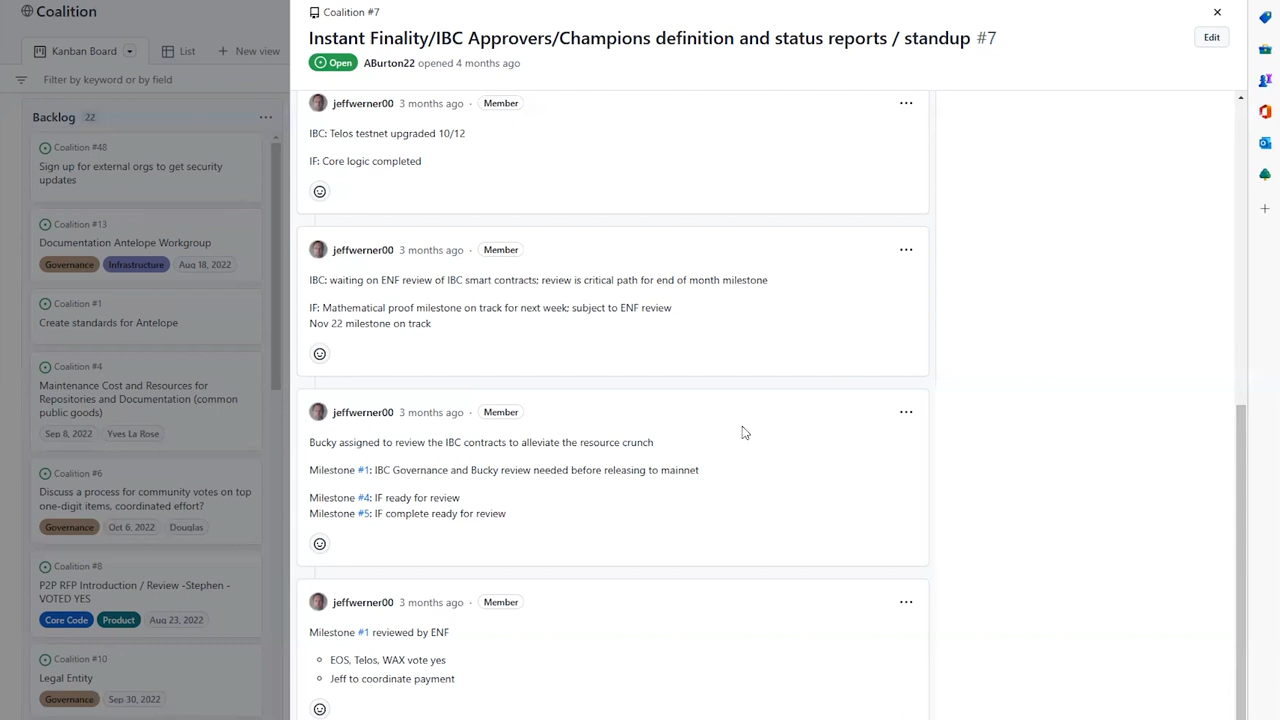 Coalition
Kanban Board
List
New view
Filter by keyword or by field
Backlog 22
Coalition #48
Sign up for external orgs to get security
updates
Coalition #13
Documentation Antelope Workgroup
Governance Infrastructure Aug 18, 2022
Coalition #1
Create standards for Antelope
Coalition #4
Maintenance Cost and Resources for
Repositories and Documentation (common
public goods)
Sep 8, 2022 Yves La Rose
Coalition #6
Discuss a process for community votes on top
one-digit items, coordinated effort?
Governance Oct 6, 2022 Douglas
Coalition #8
P2P RFP Introduction / Review -Stephen -
VOTED YES
Core Code Product Aug 23, 2022
Coalition #10
Legal Entity
Governance Sep 30, 2022
Coalition #7
Instant Finality/IBC Approvers/Champions definition and status reports / standup #7
Edit
Open ABurton22 opened 4 months ago
jeffwerner00 3 months ago · Member
IBC: Telos testnet upgraded 10/12
IF: Core logic completed
jeffwerner00 3 months ago · Member
IBC: waiting on ENF review of IBC smart contracts; review is critical path for end of month milestone
IF: Mathematical proof milestone on track for next week; subject to ENF review
Nov 22 milestone on track
jeffwerner00 3 months ago · Member
Bucky assigned to review the IBC contracts to alleviate the resource crunch
Milestone #1: IBC Governance and Bucky review needed before releasing to mainnet
Milestone #4: IF ready for review
Milestone #5: IF complete ready for review
jeffwerner00 3 months ago · Member
Milestone #1 reviewed by ENF
EOS, Telos, WAX vote yes
Jeff to coordinate payment